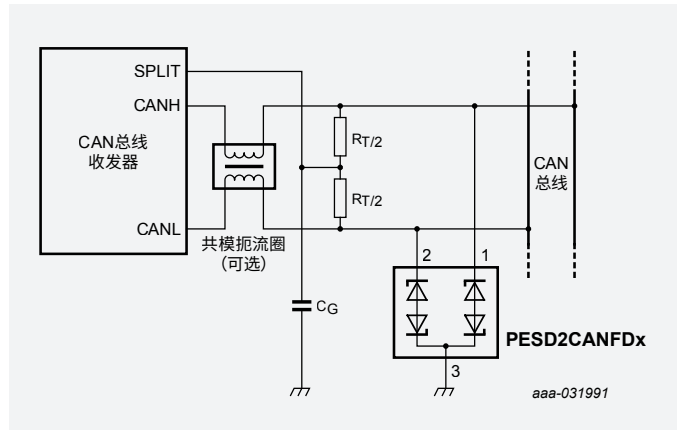 SPLIT
CANH
CAN总线
收发器
CANL
共模扼流圈
(可选)
RT/2
RT/2
CG
CAN
总线
2
1
PESD2CANFDx
3
aaa-031991